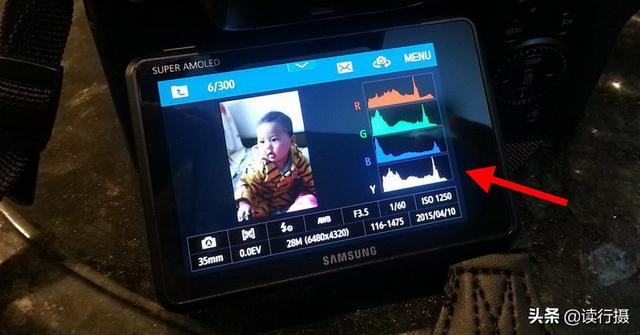 SUPER AMOLED
6/300 MENU
R
G
B
Y
AWB F3.5 1/60 ISO 1250
35mm 0.0EV 28M (6480x4320) 116-1475 2015/04/10
SAMSUNG
头条 @读行摄